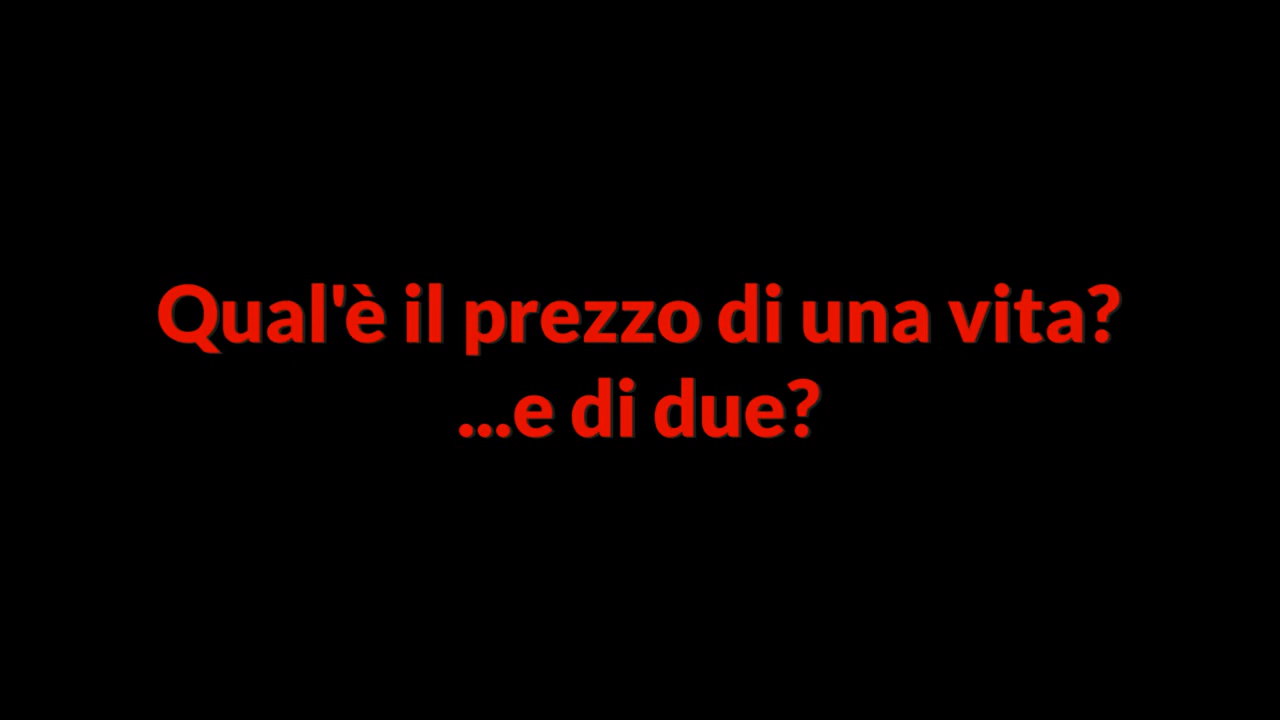 Qual'è il prezzo di una vita?
...e di due?